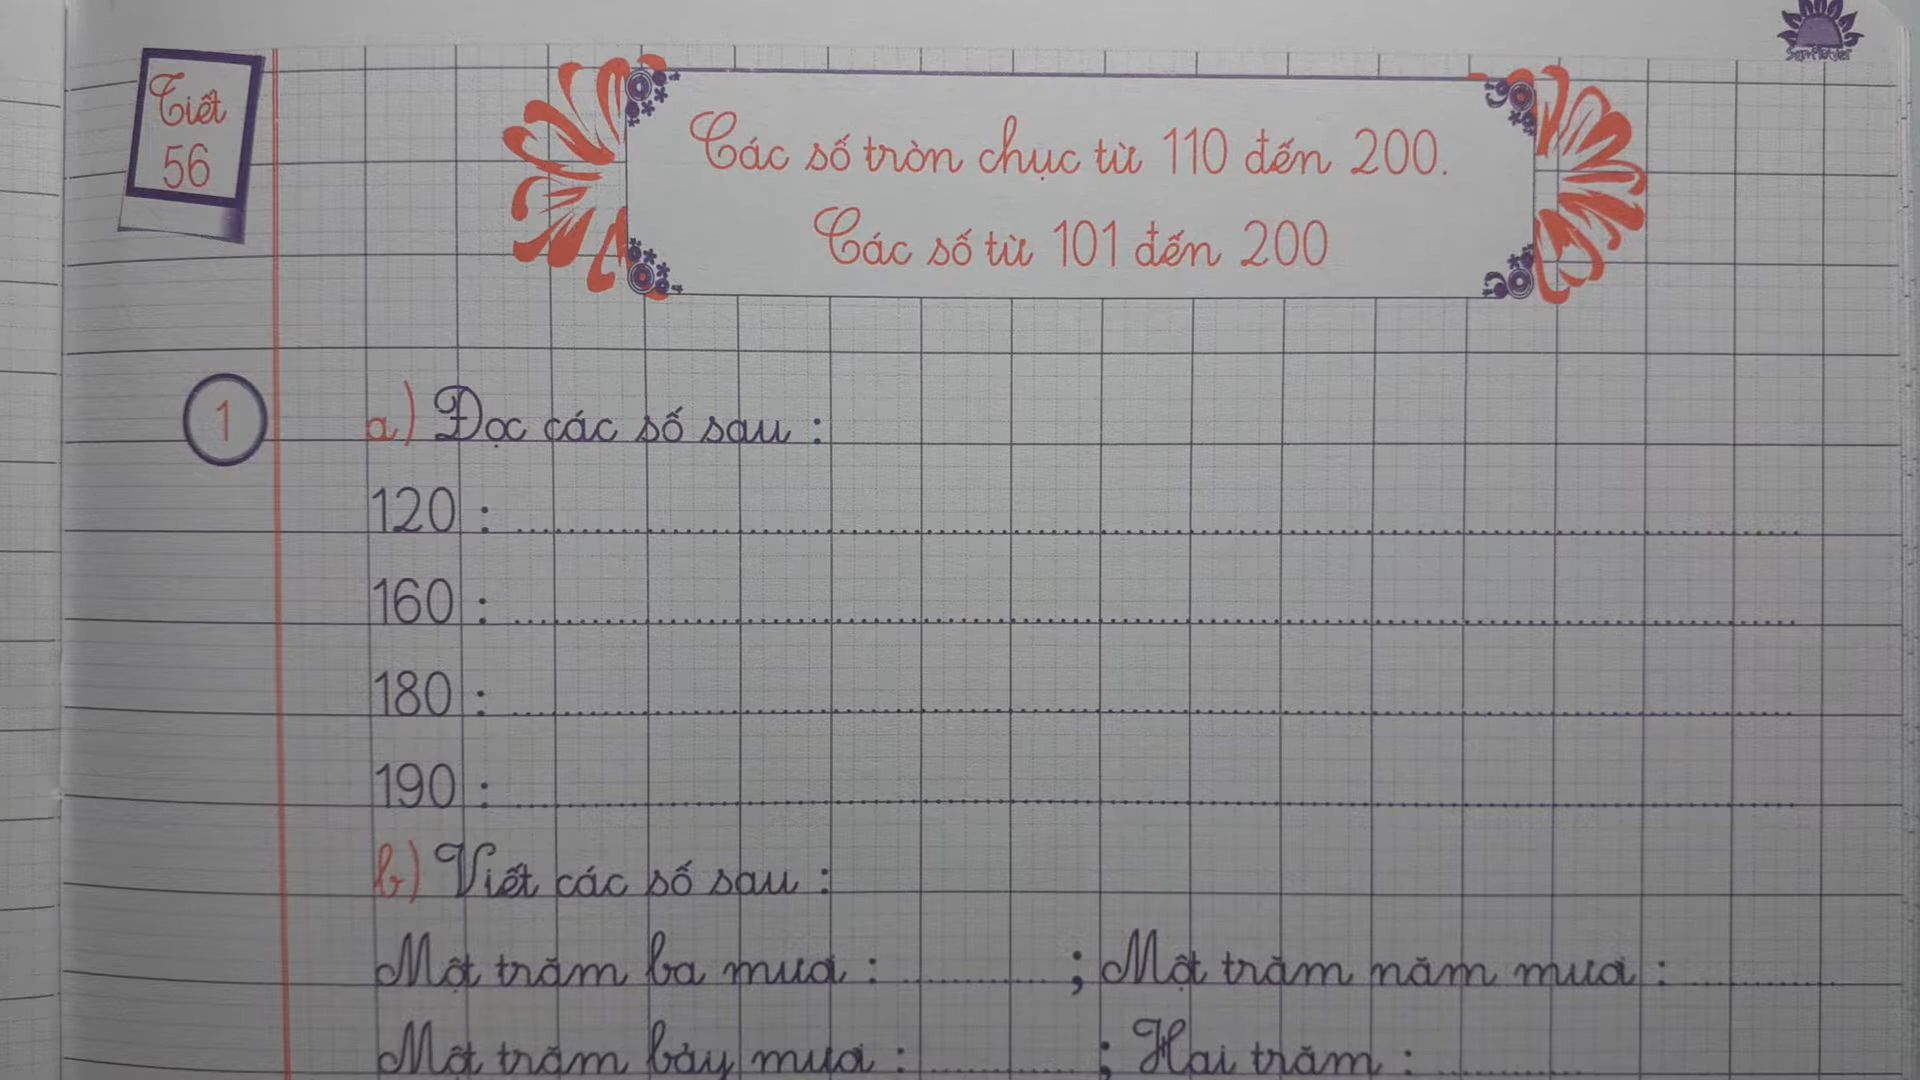 Tiết
56
Các số tròn chục từ 110 đến 200.
Các số từ 101 đến 200
1 a) Đọc các số sau :
120 : ........................................
160 : ........................................
180 : ........................................
190 : ........................................
b) Viết các số sau :
Một trăm ba mươi : .......... ; Một trăm năm mươi : ..........
Một trăm bảy mươi : .......... ; Hai trăm : ..........